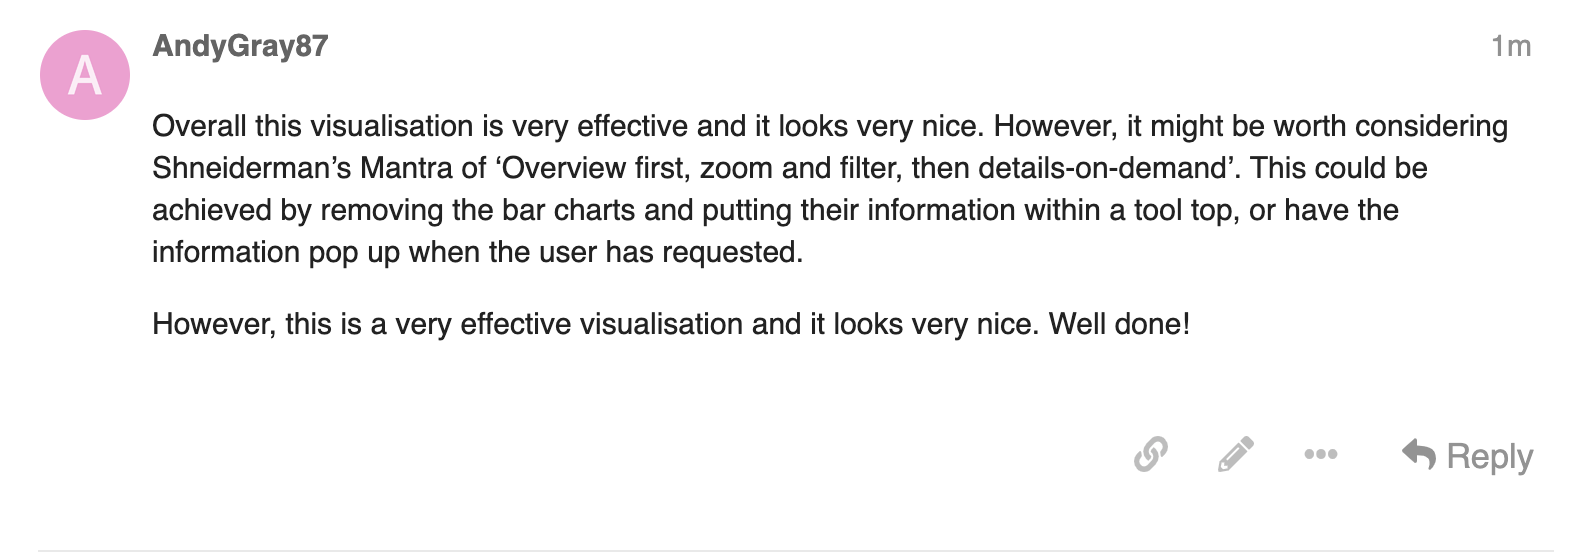 A
AndyGray87
1m
Overall this visualisation is very effective and it looks very nice. However, it might be worth considering
Shneiderman’s Mantra of ‘Overview first, zoom and filter, then details-on-demand’. This could be
achieved by removing the bar charts and putting their information within a tool top, or have the
information pop up when the user has requested.
However, this is a very effective visualisation and it looks very nice. Well done!
Reply